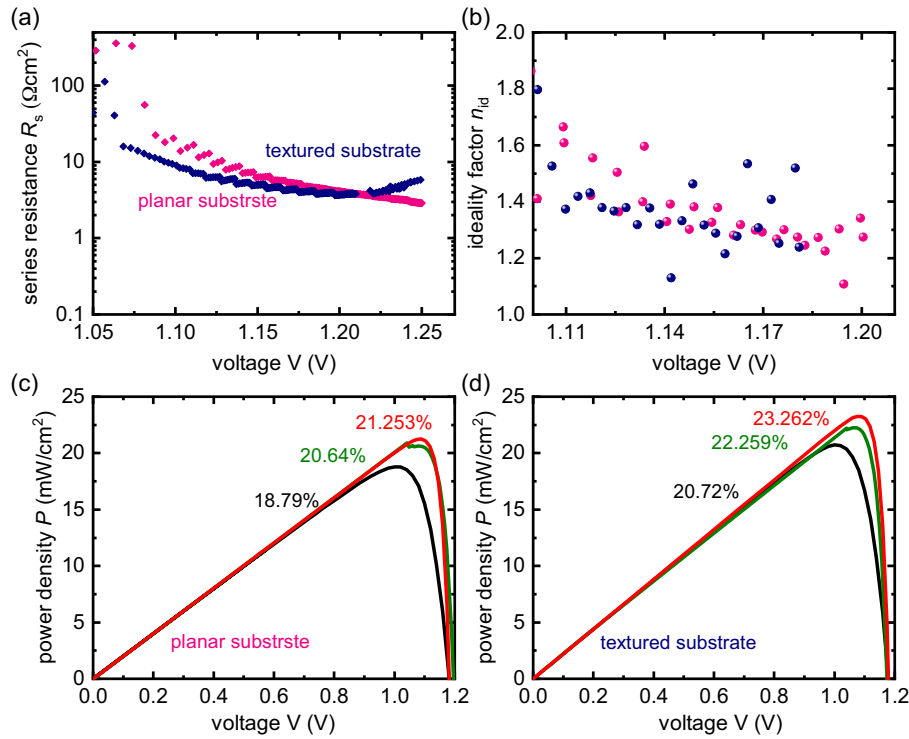 (a)
series resistance Rs (Ωcm²)
100
10
1
0.1
textured substrate
planar substrste
1.05 1.10 1.15 1.20 1.25
voltage V (V)
(b)
ideality factor nid
2.0
1.8
1.6
1.4
1.2
1.0
1.11 1.14 1.17 1.20
voltage V (V)
(c)
power density P (mW/cm²)
25
20
15
10
5
0
21.253%
20.64%
18.79%
planar substrste
0.0 0.2 0.4 0.6 0.8 1.0 1.2
voltage V (V)
(d)
power density P (mW/cm²)
25
20
15
10
5
0
23.262%
22.259%
20.72%
textured substrate
0.0 0.2 0.4 0.6 0.8 1.0 1.2
voltage V (V)